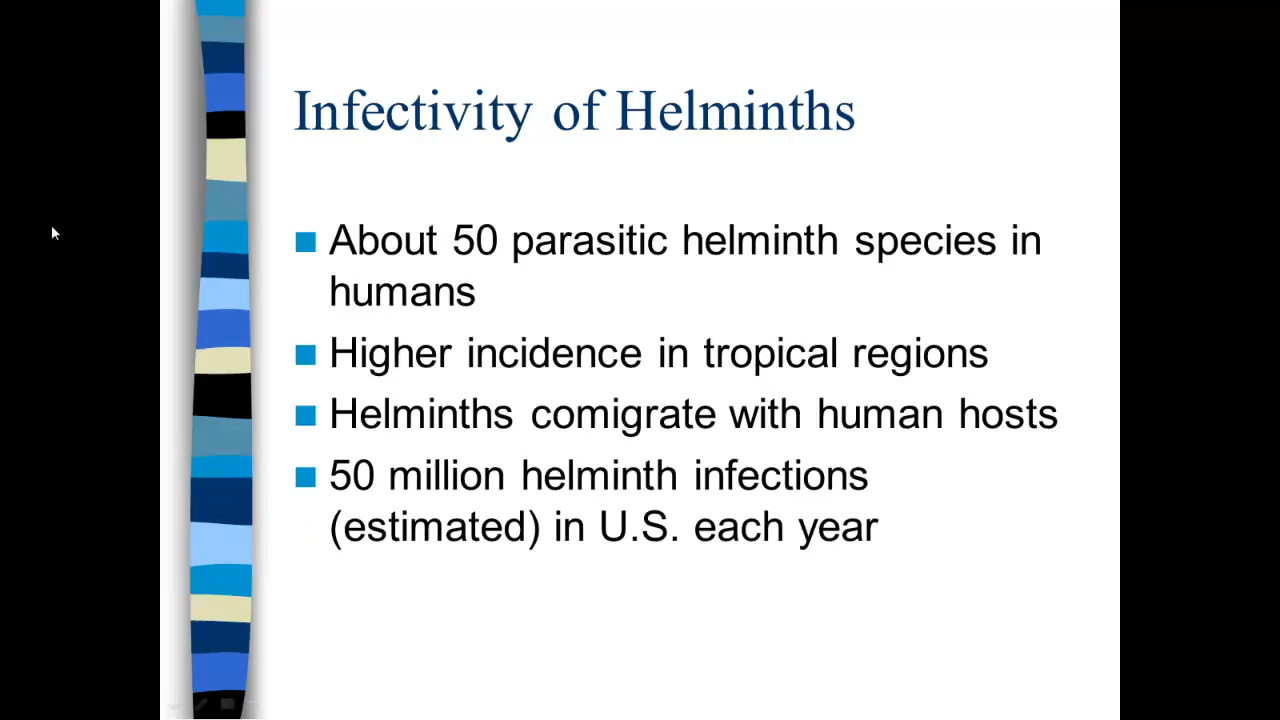 Infectivity of Helminths
About 50 parasitic helminth species in
humans
Higher incidence in tropical regions
Helminths comigrate with human hosts
50 million helminth infections
(estimated) in U.S. each year